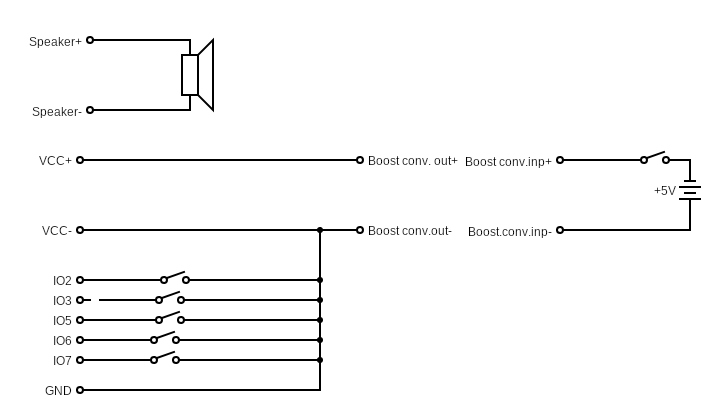 Speaker+
Speaker-
VCC+
Boost conv. out+
Boost conv.inp+
+5V
VCC-
Boost conv.out-
Boost.conv.inp-
IO2
IO3
IO5
IO6
IO7
GND